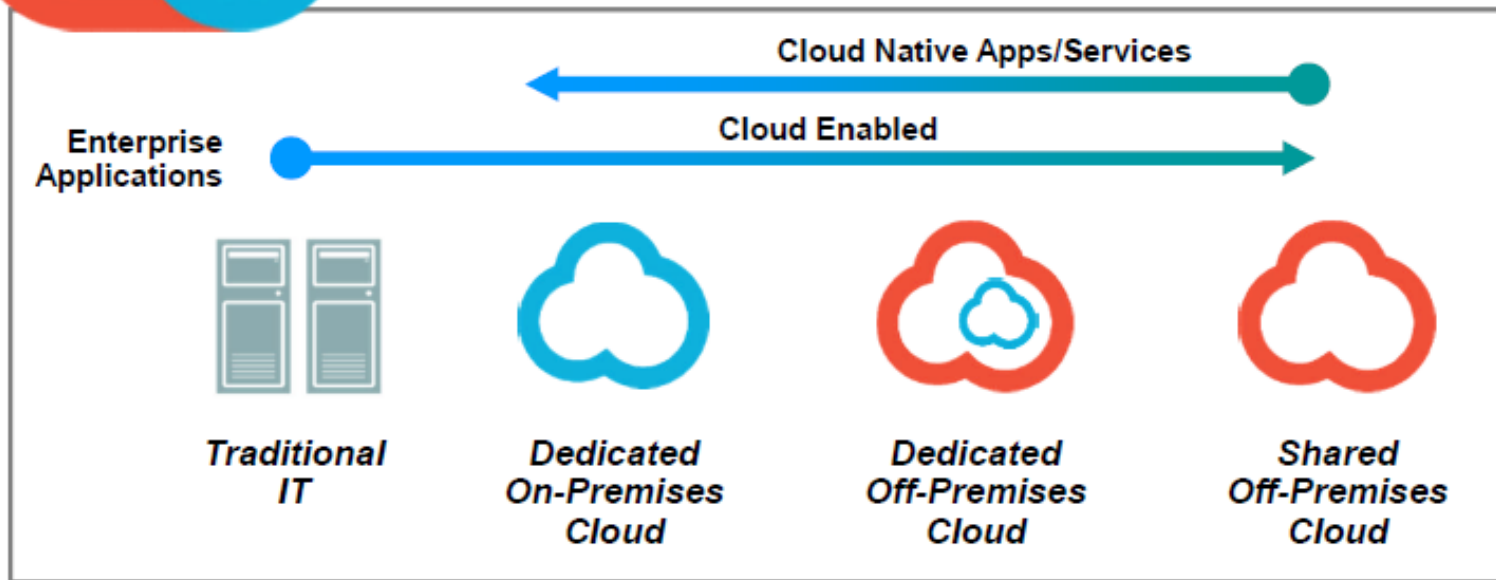 Cloud Native Apps/Services
Cloud Enabled
Enterprise
Applications
Traditional
IT
Dedicated
On-Premises
Cloud
Dedicated
Off-Premises
Cloud
Shared
Off-Premises
Cloud